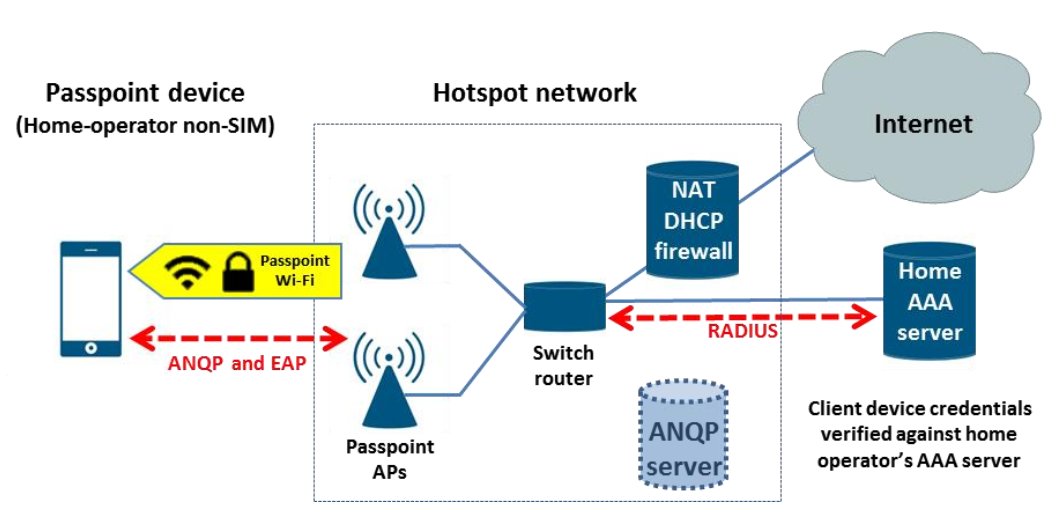 Passpoint device
(Home-operator non-SIM)
Hotspot network
Internet
NAT
DHCP
firewall
Passpoint
Wi-Fi
Home
AAA
server
ANQP and EAP
RADIUS
Switch
router
Passpoint
APs
ANQP
server
Client device credentials
verified against home
operator's AAA server